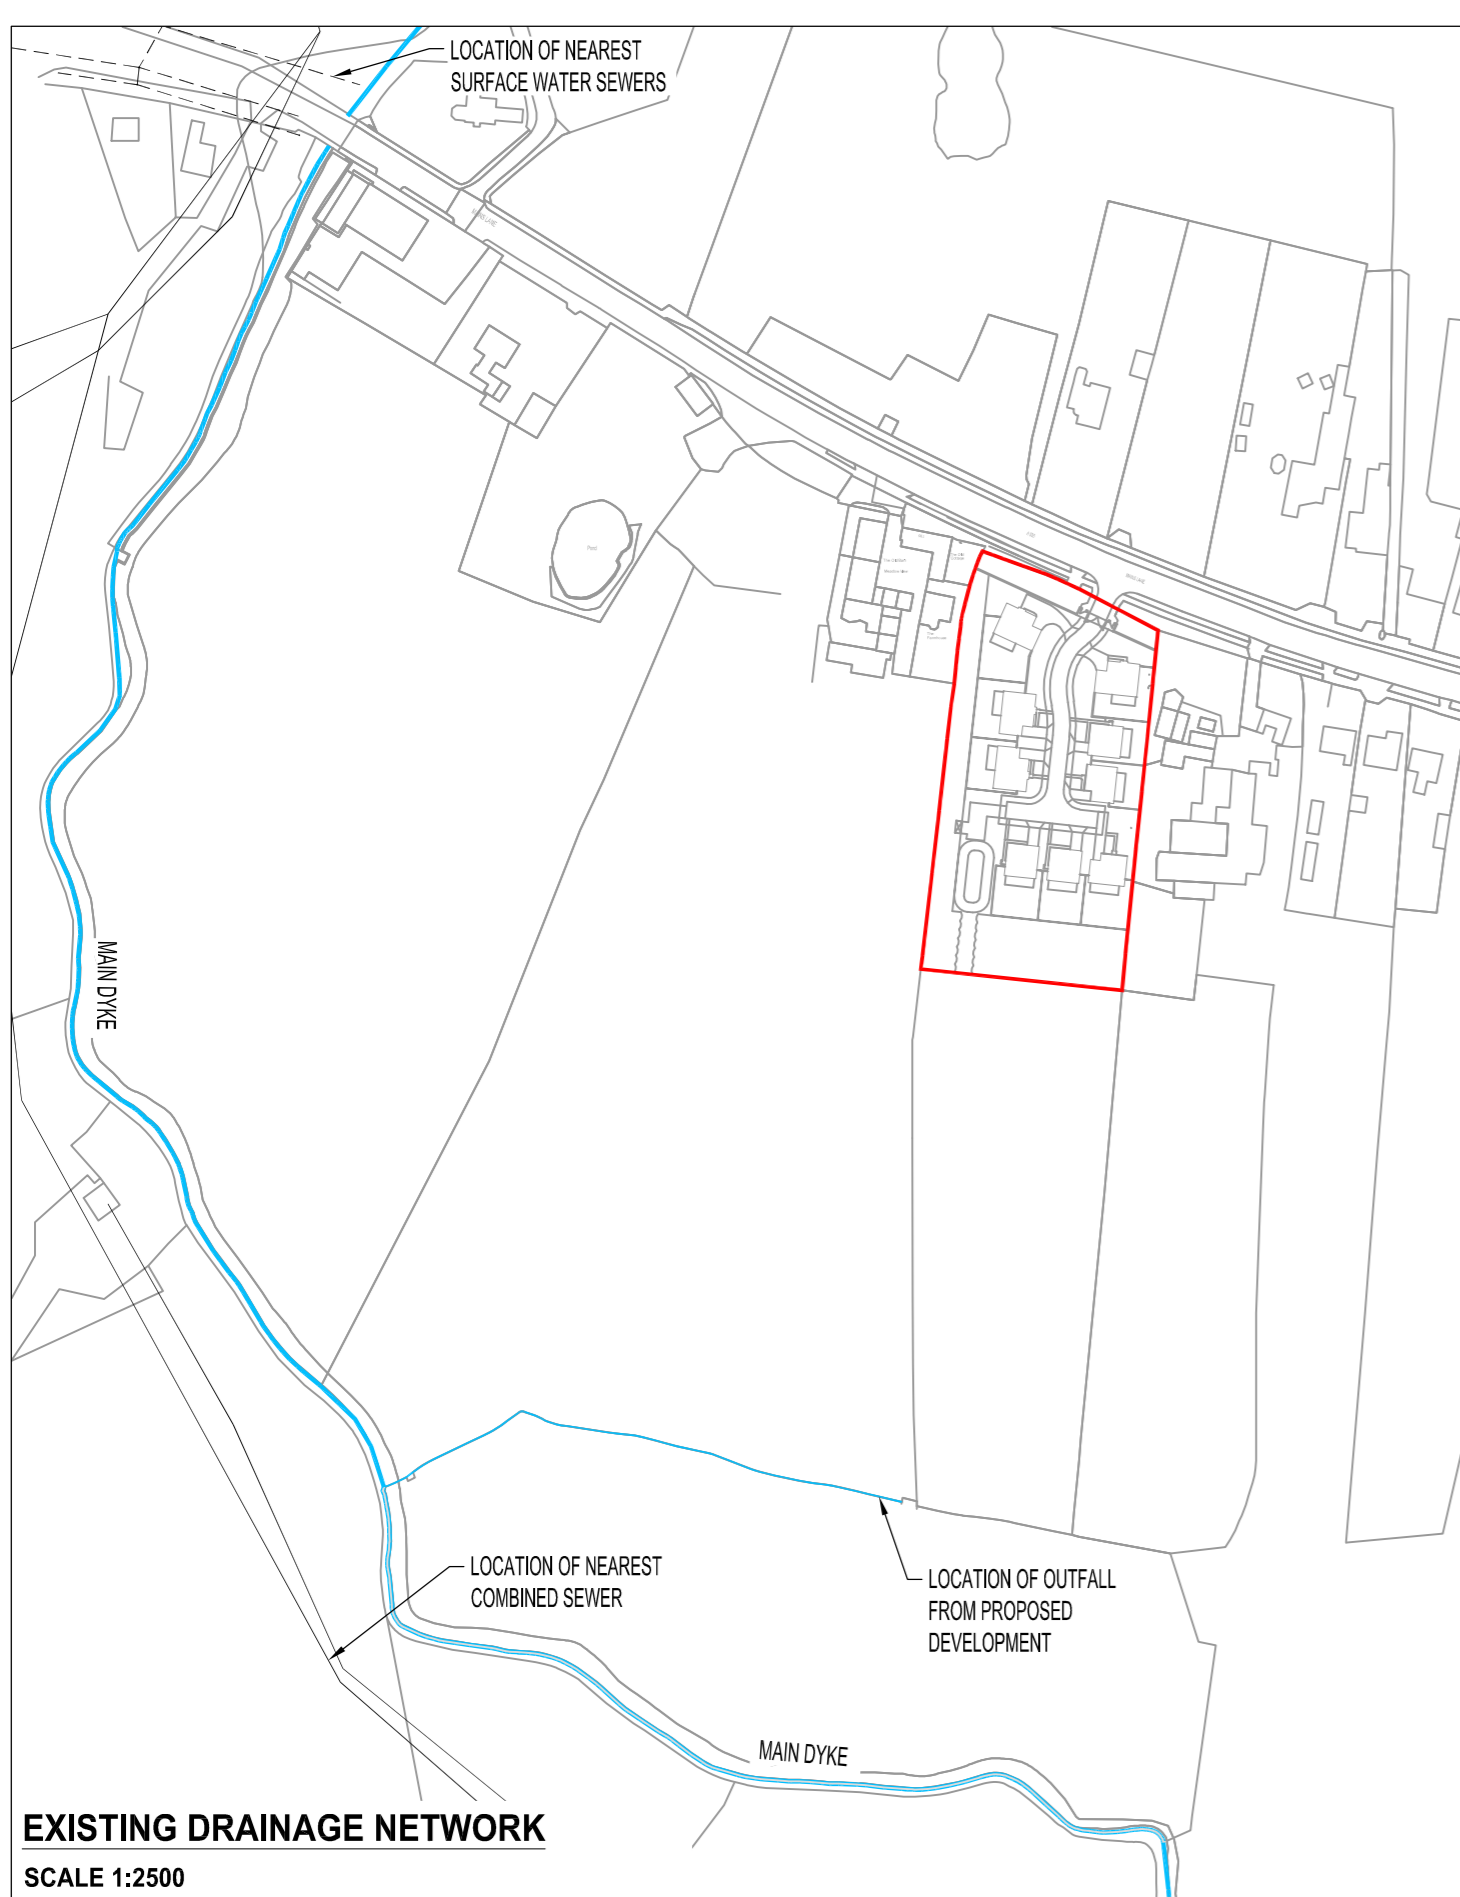 LOCATION OF NEAREST
SURFACE WATER SEWERS
MAIN DYKE
LOCATION OF NEAREST
COMBINED SEWER
LOCATION OF OUTFALL
FROM PROPOSED
DEVELOPMENT
MAIN DYKE
EXISTING DRAINAGE NETWORK
SCALE 1:2500